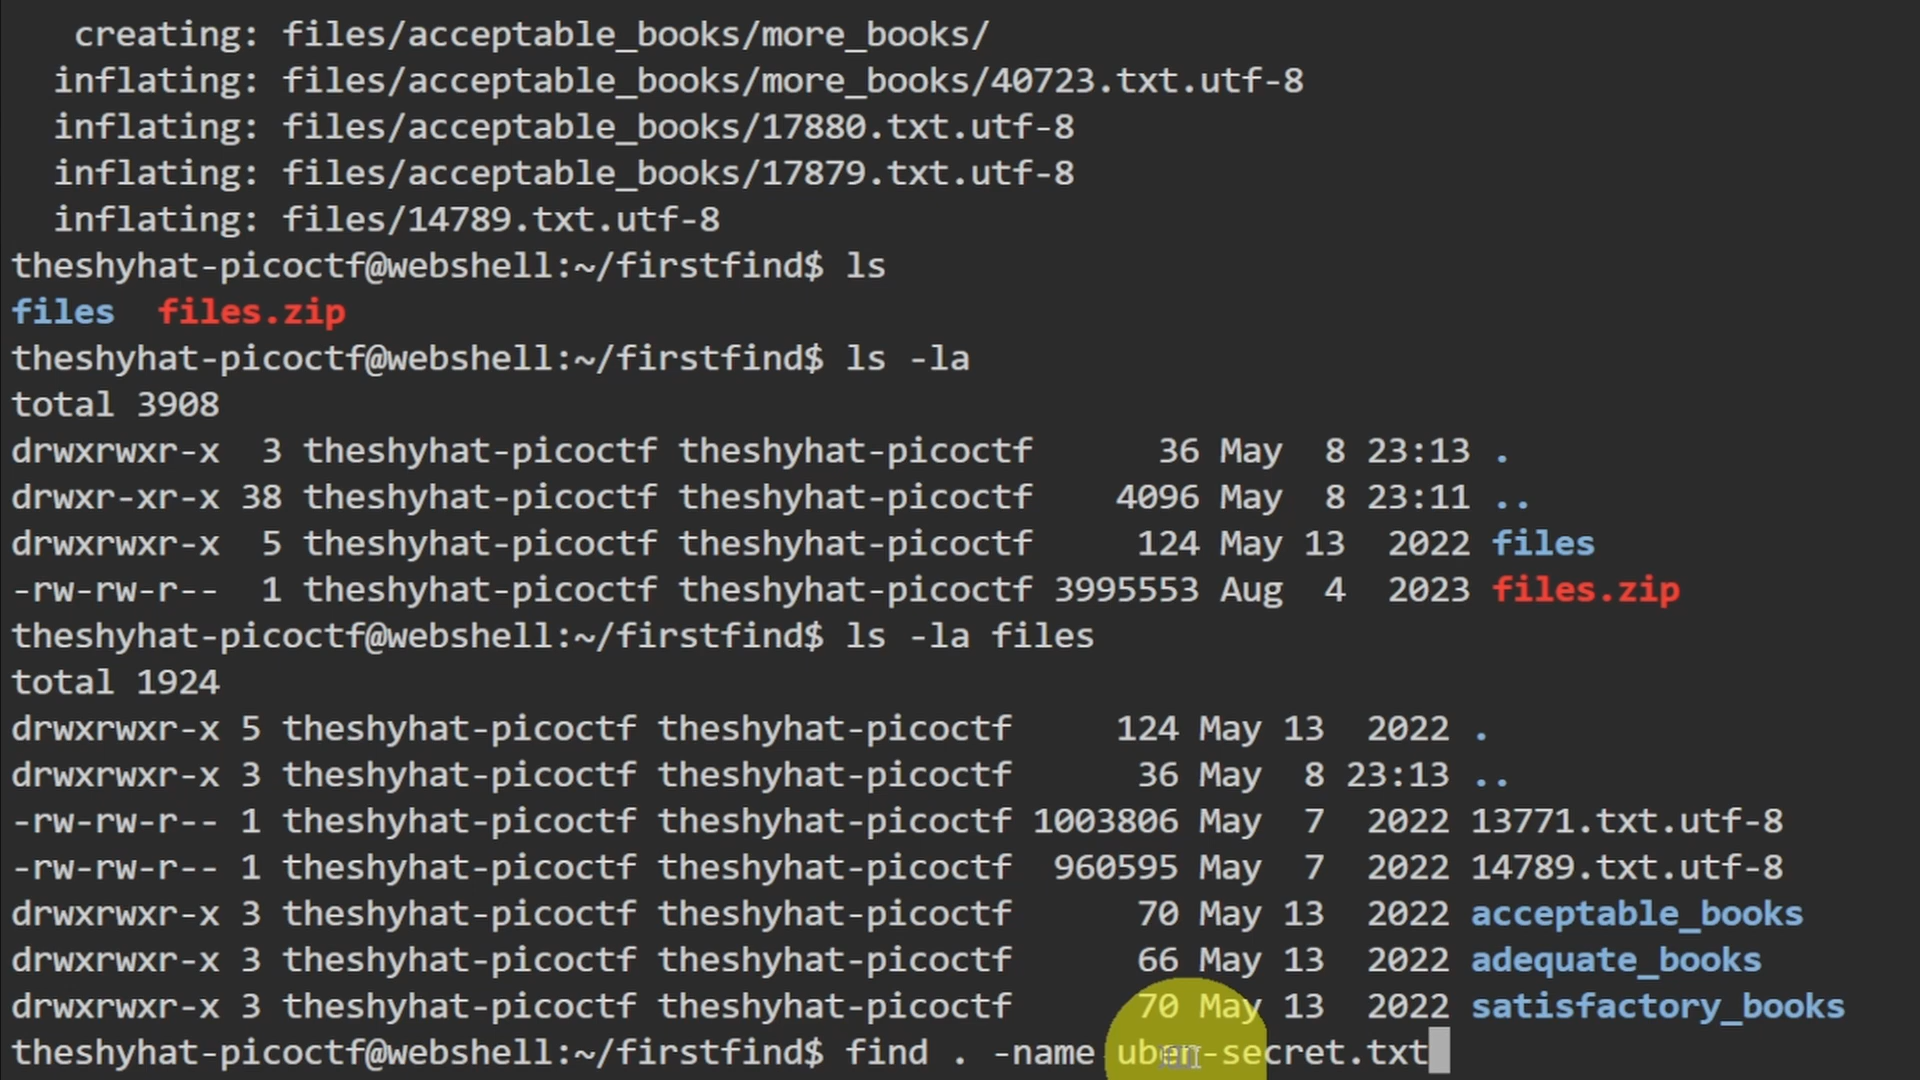 creating: files/acceptable_books/more_books/
inflating: files/acceptable_books/more_books/40723.txt.utf-8
inflating: files/acceptable_books/17880.txt.utf-8
inflating: files/acceptable_books/17879.txt.utf-8
inflating: files/14789.txt.utf-8
theshyhat-picoctf@webshell:~/firstfind$ ls
files  files.zip
theshyhat-picoctf@webshell:~/firstfind$ ls -la
total 3908
drwxrwxr-x  3 theshyhat-picoctf theshyhat-picoctf      36 May  8 23:13 .
drwxr-xr-x 38 theshyhat-picoctf theshyhat-picoctf    4096 May  8 23:11 ..
drwxrwxr-x  5 theshyhat-picoctf theshyhat-picoctf     124 May 13  2022 files
-rw-rw-r--  1 theshyhat-picoctf theshyhat-picoctf 3995553 Aug  4  2023 files.zip
theshyhat-picoctf@webshell:~/firstfind$ ls -la files
total 1924
drwxrwxr-x 5 theshyhat-picoctf theshyhat-picoctf     124 May 13  2022 .
drwxrwxr-x 3 theshyhat-picoctf theshyhat-picoctf      36 May  8 23:13 ..
-rw-rw-r-- 1 theshyhat-picoctf theshyhat-picoctf 1003806 May  7  2022 13771.txt.utf-8
-rw-rw-r-- 1 theshyhat-picoctf theshyhat-picoctf  960595 May  7  2022 14789.txt.utf-8
drwxrwxr-x 3 theshyhat-picoctf theshyhat-picoctf      70 May 13  2022 acceptable_books
drwxrwxr-x 3 theshyhat-picoctf theshyhat-picoctf      66 May 13  2022 adequate_books
drwxrwxr-x 3 theshyhat-picoctf theshyhat-picoctf      70 May 13  2022 satisfactory_books
theshyhat-picoctf@webshell:~/firstfind$ find . -name